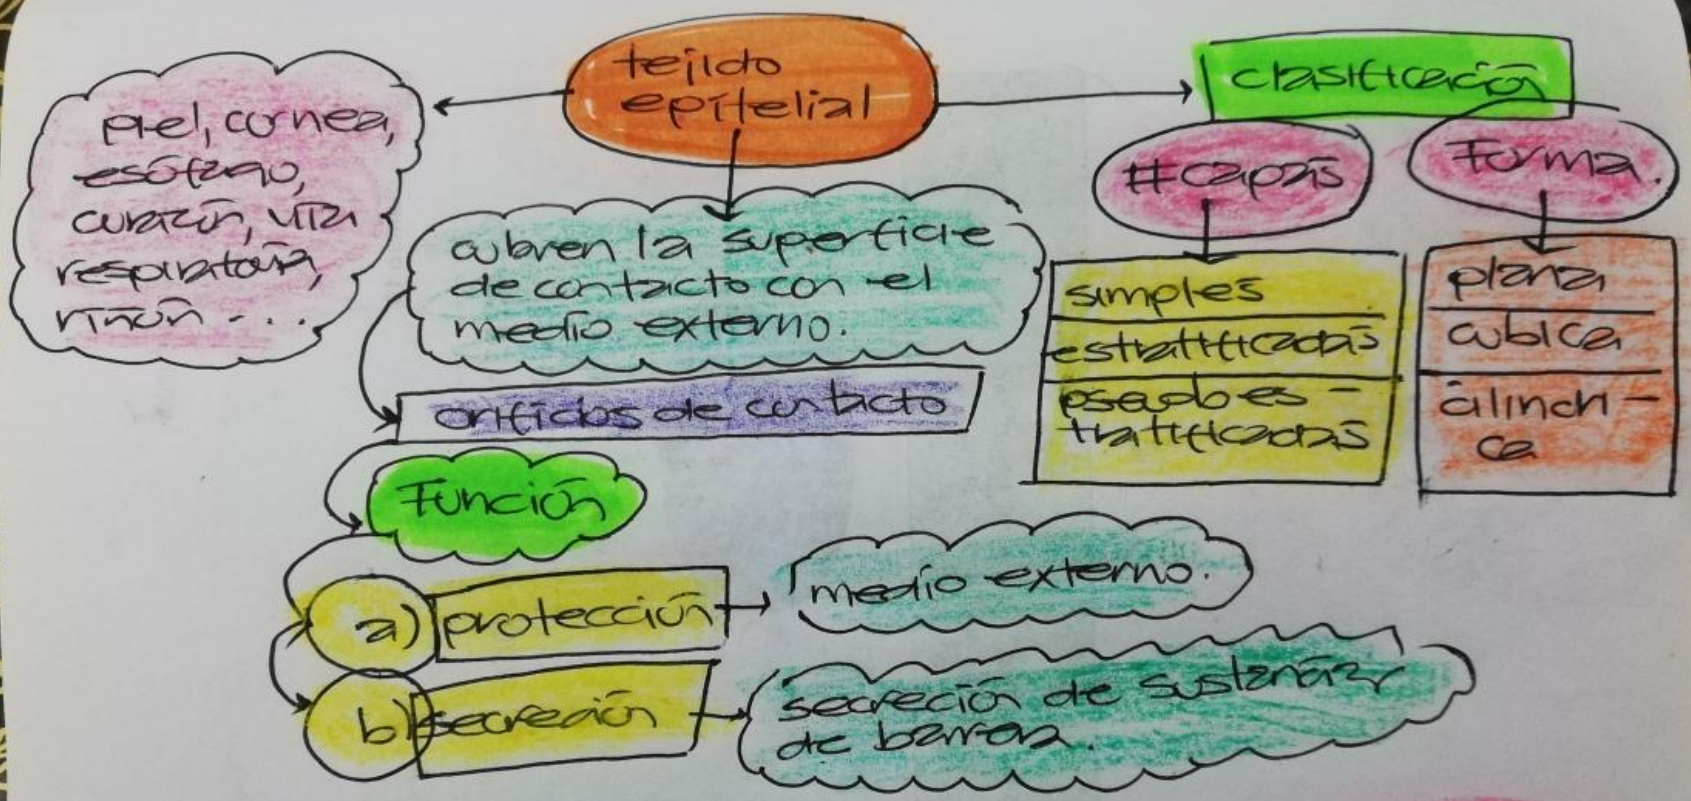 tejido
epitelial
clasificación
piel, cornea,
esófago,
corazón, vía
respiratoria,
riñón - ...
#capas
Forma.
cubren la superficie
de contacto con el
medio externo.
simples
estratificadas
pseudoes-
tratificadas
plana
cubica
cilindri-
ca
orificios de contacto
Función
a) protección
medio externo.
b) secreción
secreción de sustancias
de barrera.